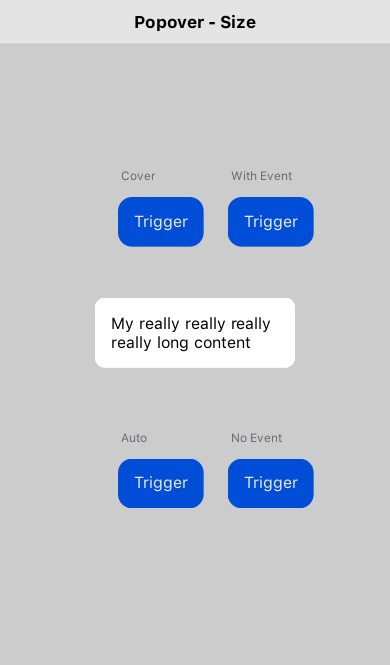 Popover - Size
Cover
With Event
Trigger
Trigger
My really really really
really long content
Auto
No Event
Trigger
Trigger